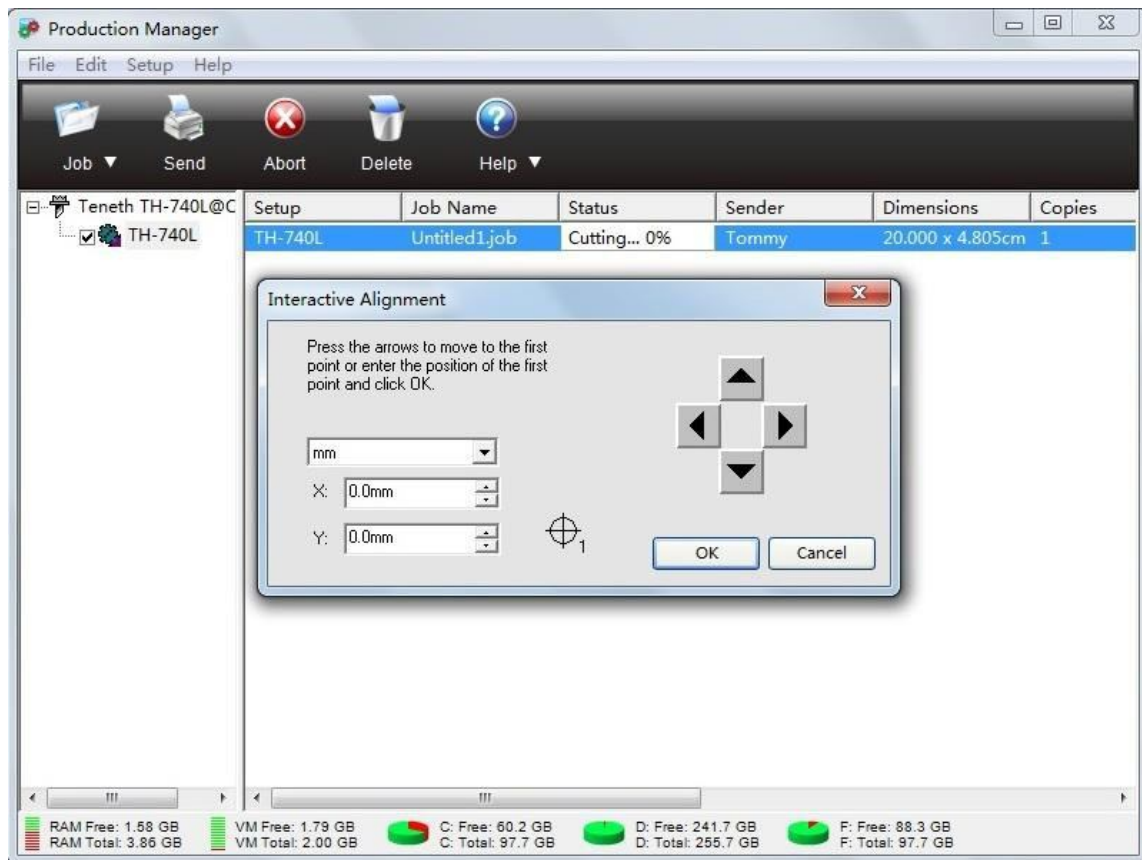 Production Manager
File Edit Setup Help
Job Send Abort Delete Help
Teneth TH-740L@C
TH-740L
Setup Job Name Status Sender Dimensions Copies
TH-740L Untitled1.job Cutting... 0% Tommy 20.000 x 4.805cm 1
Interactive Alignment
Press the arrows to move to the first
point or enter the position of the first
point and click OK.
mm
X: 0.0mm
Y: 0.0mm
1
OK Cancel
RAM Free: 1.58 GB VM Free: 1.79 GB C: Free: 60.2 GB D: Free: 241.7 GB F: Free: 88.3 GB
RAM Total: 3.86 GB VM Total: 2.00 GB C: Total: 97.7 GB D: Total: 255.7 GB F: Total: 97.7 GB